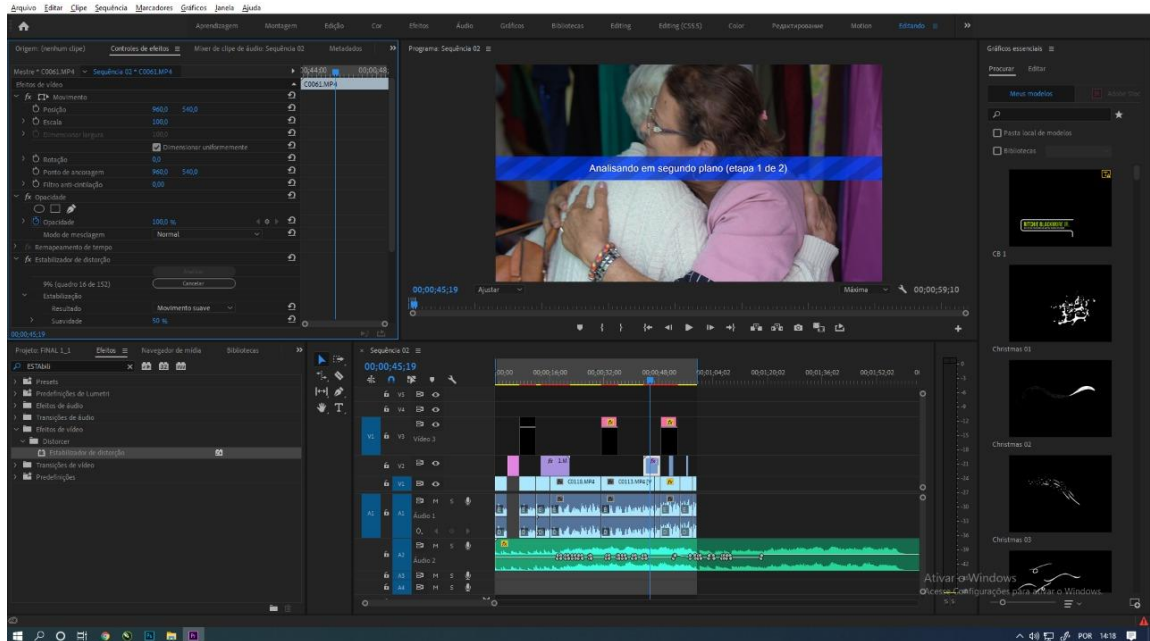 Arquivo Editar Clipe Sequência Marcadores Gráficos Janela Ajuda
Aprendizagem Montagem Edição Cor Efeitos Áudio Gráficos Bibliotecas Editing Editing (CS5.5) Color Редактирование Motion Editando
Origem: (nenhum clipe) Controles de efeitos Mixer de clipe de áudio: Sequência 02 Metadados
Programa: Sequência 02
Gráficos essenciais
Procurar Editar
Mestre * C0061.MP4 Sequência 02 * C0061.MP4
Efeitos de vídeo C0061.MP4
fx Movimento
Posição 960,0 540,0
Escala 100,0
Dimensionar largura 100,0
Dimensionar uniformemente
Rotação 0,0
Ponto de ancoragem 960,0 540,0
Filtro anti-cintilação 0,00
fx Opacidade
Opacidade 100,0 %
Modo de mesclagem Normal
Remapeamento de tempo
fx Estabilizador de distorção
Cancelar
9% (quadro 16 de 152)
Estabilização
Resultado Movimento suave
Suavidade 50 %
00;00;45;19
Analisando em segundo plano (etapa 1 de 2)
00;00;45;19 Ajustar Máxima 00;00;59;10
Meus modelos
Pasta local de modelos
Bibliotecas
CB 1
Christmas 01
Christmas 02
Christmas 03
Projeto: FINAL 1_1 Efeitos Navegador de mídia Bibliotecas
ESTAbili
Presets
Predefinições de Lumetri
Efeitos de áudio
Transições de áudio
Efeitos de vídeo
Distorcer
Estabilizador de distorção
Transições de vídeo
Predefinições
Sequência 02
00;00;45;19
00;00;16;00 00;00;32;00 00;00;48;00 00;01;04;02 00;01;20;02 00;01;36;02 00;01;52;02
V5
V4
V1 V3 Vídeo 3
V2
V1 C0118.MP4 C0113.MP4
A1 A1 M S
Áudio 1
A2 M S
Áudio 2
A3 M S
A4 M S
Ativar o Windows
Acesse Configurações para ativar o Windows.
POR 14:18